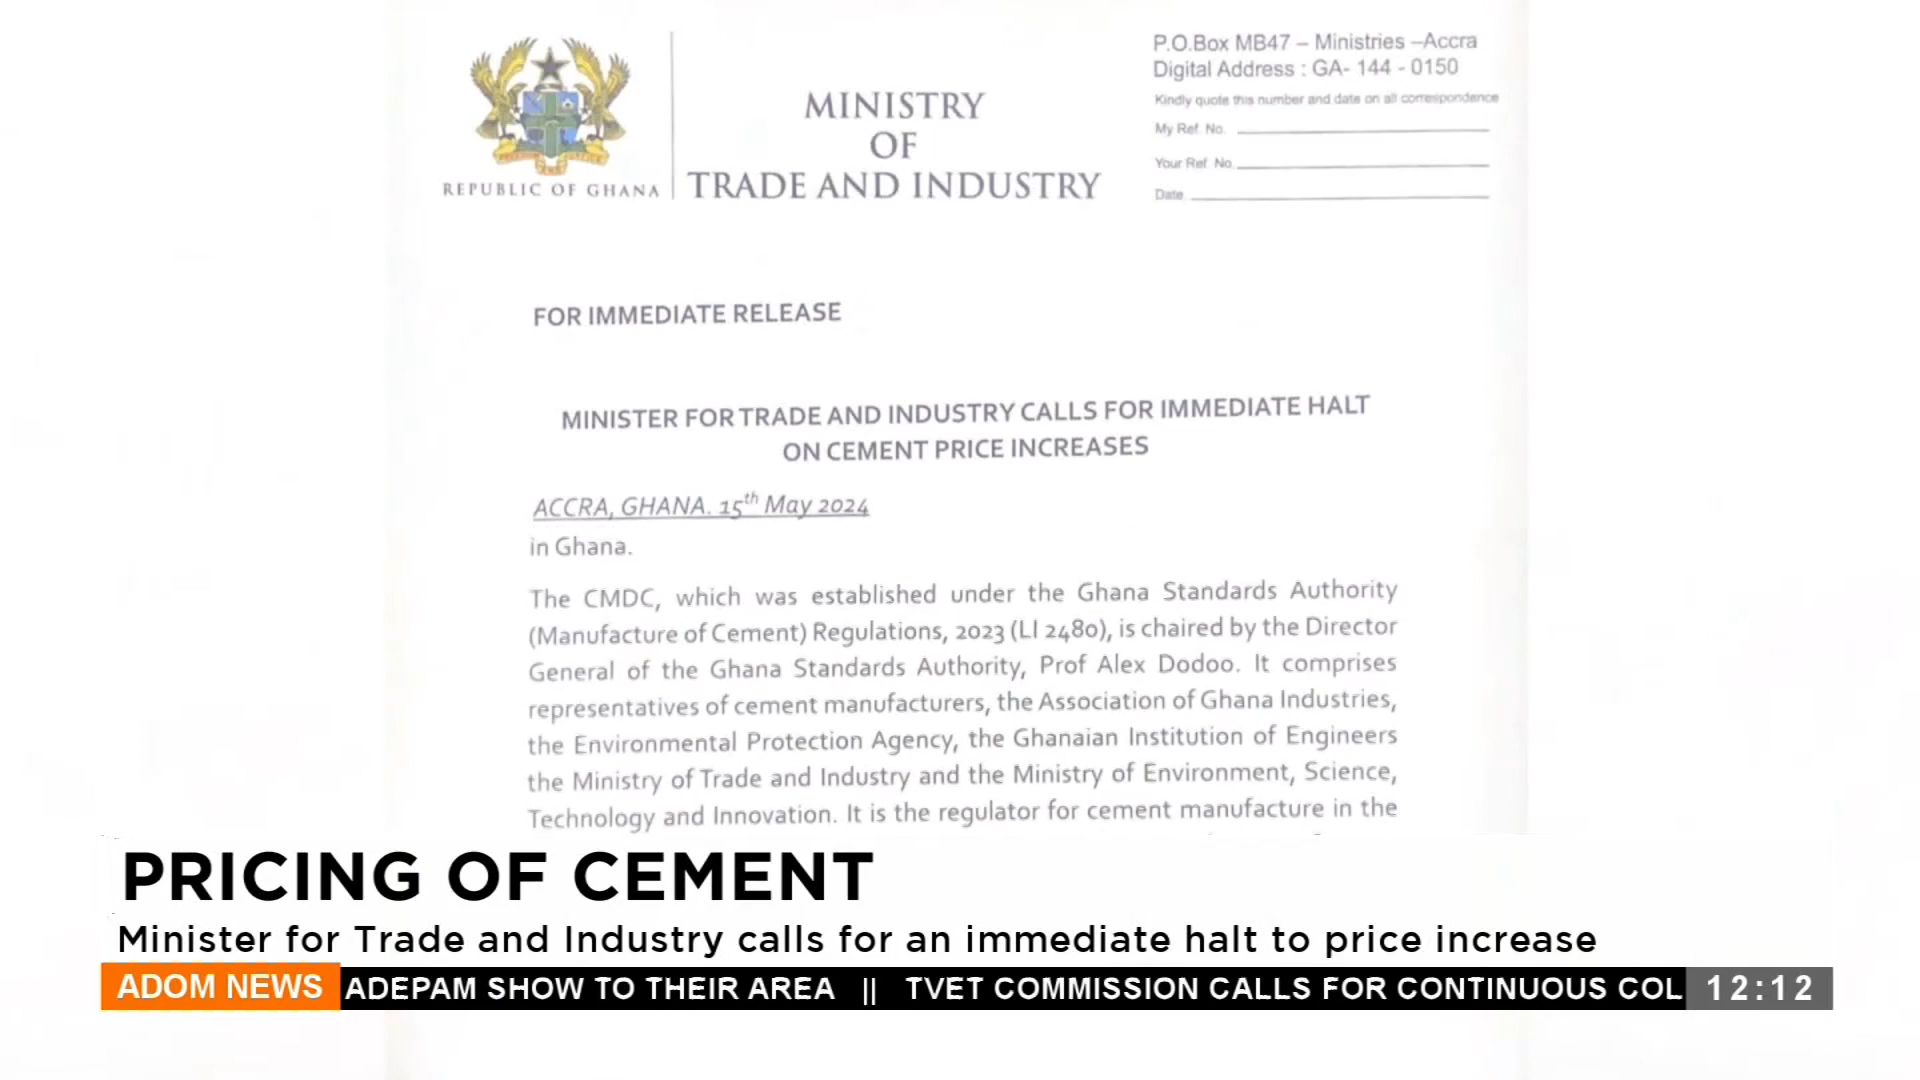 REPUBLIC OF GHANA
MINISTRY
OF
TRADE AND INDUSTRY
P.O.Box MB47 – Ministries –Accra
Digital Address : GA- 144 - 0150
Kindly quote this number and date on all correspondence
My Ref. No.
Your Ref. No.
Date
FOR IMMEDIATE RELEASE
MINISTER FOR TRADE AND INDUSTRY CALLS FOR IMMEDIATE HALT
ON CEMENT PRICE INCREASES
ACCRA, GHANA. 15th May 2024
in Ghana.
The CMDC, which was established under the Ghana Standards Authority
(Manufacture of Cement) Regulations, 2023 (LI 2480), is chaired by the Director
General of the Ghana Standards Authority, Prof Alex Dodoo. It comprises
representatives of cement manufacturers, the Association of Ghana Industries,
the Environmental Protection Agency, the Ghanaian Institution of Engineers
the Ministry of Trade and Industry and the Ministry of Environment, Science,
Technology and Innovation. It is the regulator for cement manufacture in the
PRICING OF CEMENT
Minister for Trade and Industry calls for an immediate halt to price increase
ADOM NEWS
ADEPAM SHOW TO THEIR AREA || TVET COMMISSION CALLS FOR CONTINUOUS COL
12:12